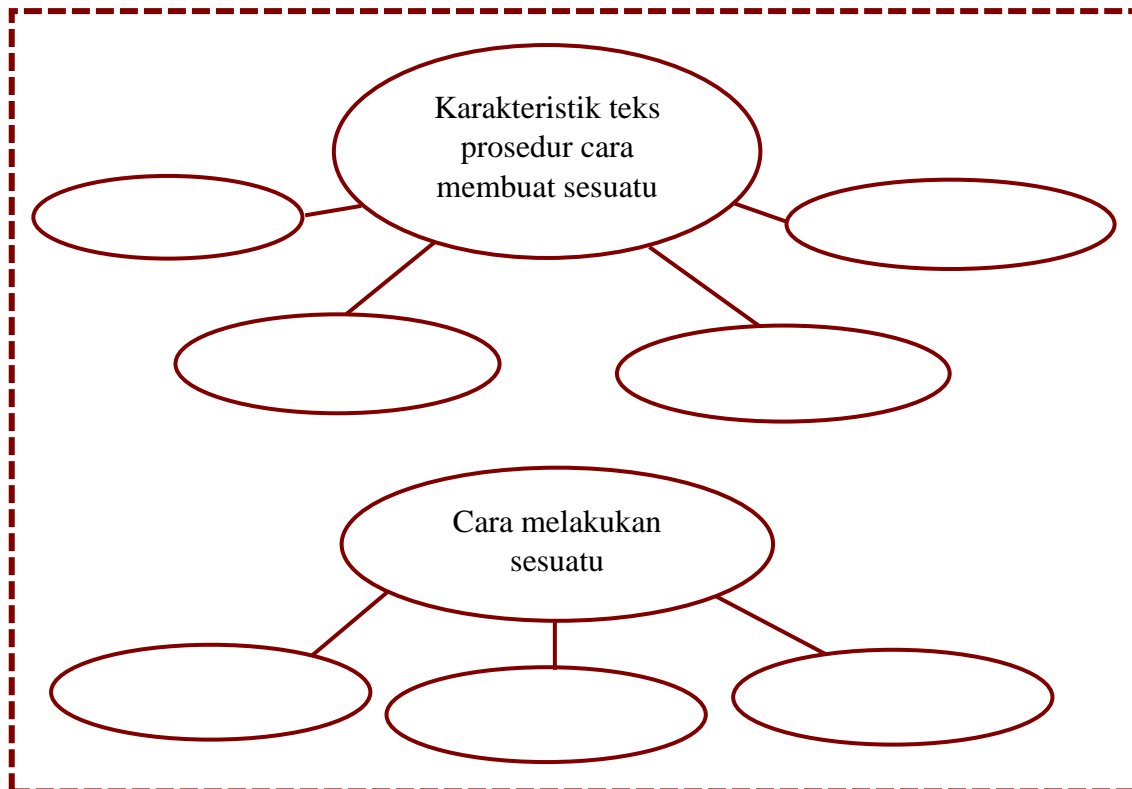 Karakteristik teks
prosedur cara
membuat sesuatu
Cara melakukan
sesuatu